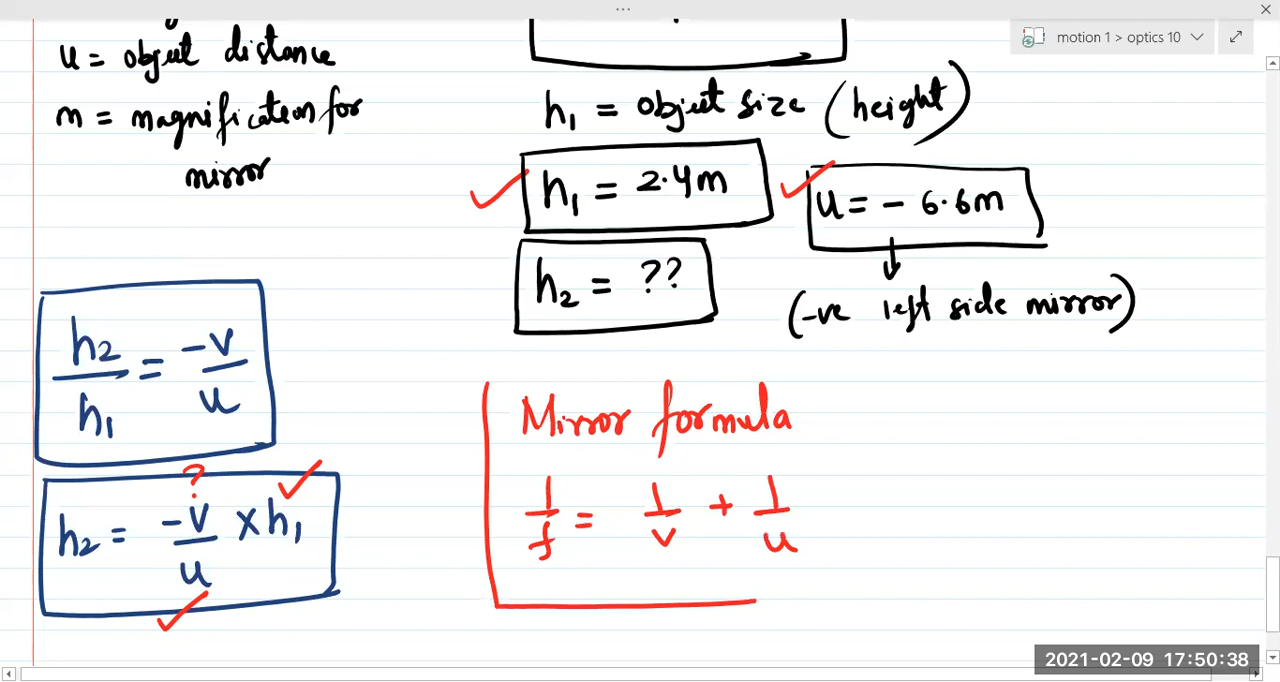 ...
motion 1 > optics 10
u = object distance
m = magnification for
mirror
h₁ = object size (height)
h₁ = 2.4m
u = - 6.6m
h₂ = ??
(-ve left side mirror)
h₂/h₁ = -v/u
?
h₂ = -v/u × h₁
Mirror formula
1/f = 1/v + 1/u
2021-02-09 17:50:38